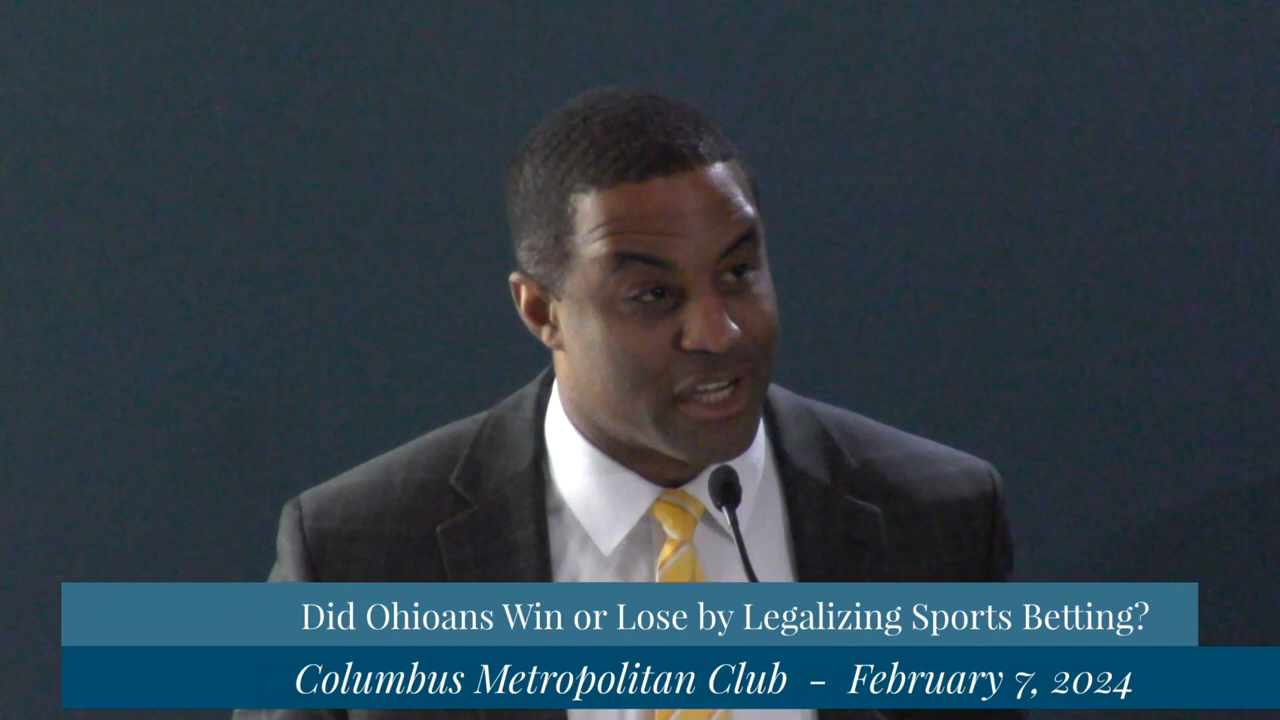 Did Ohioans Win or Lose by Legalizing Sports Betting?
Columbus Metropolitan Club - February 7, 2024